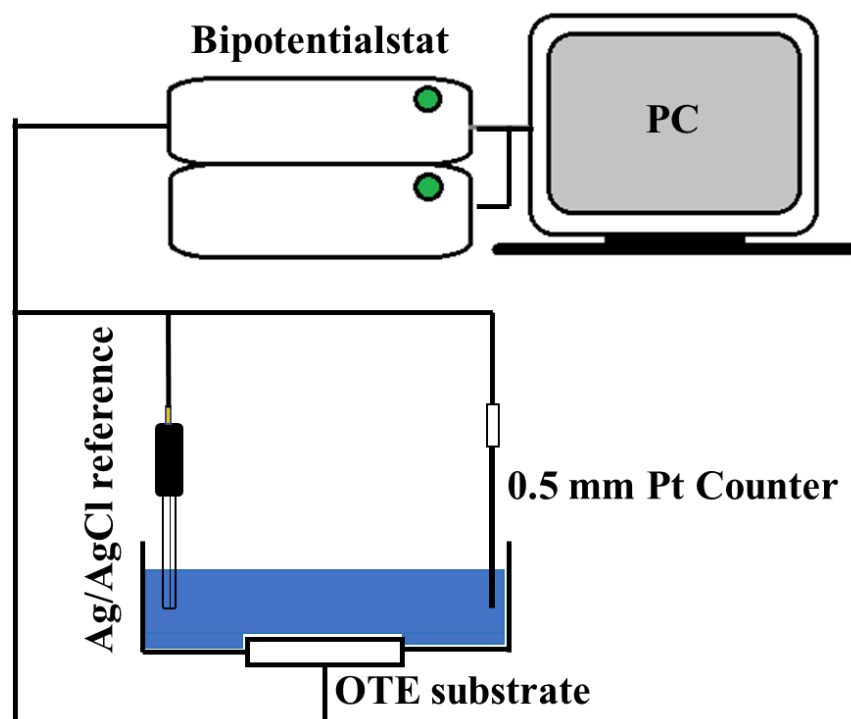 Bipotentialstat
PC
Ag/AgCl reference
0.5 mm Pt Counter
OTE substrate